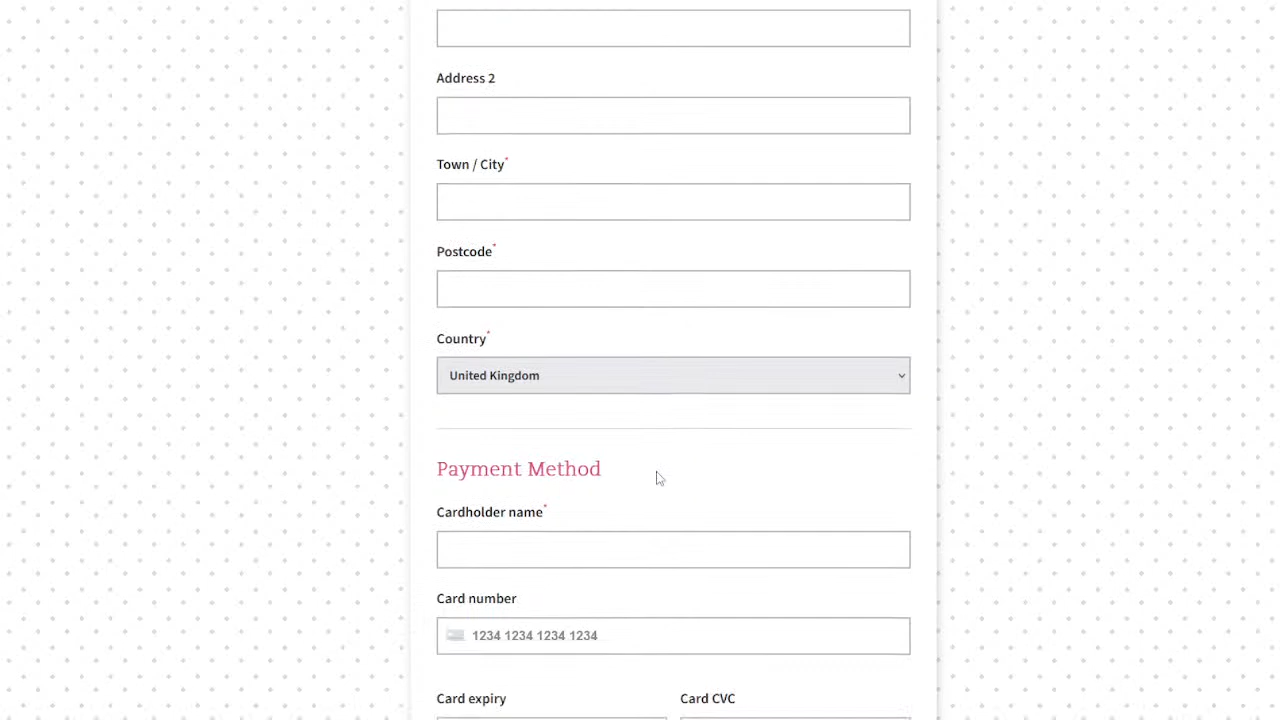 Address 2
Town / City*
Postcode*
Country*
United Kingdom
Payment Method
Cardholder name*
Card number
1234 1234 1234 1234
Card expiry Card CVC